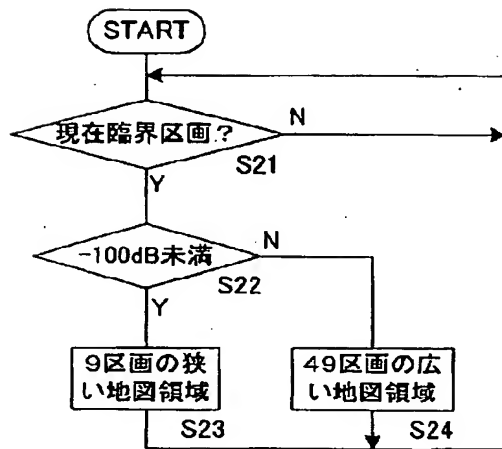 START
現在臨界区画？
N
S21
Y
-100dB未満
N
S22
Y
9区画の狭
い地図領域
S23
49区画の広
い地図領域
S24